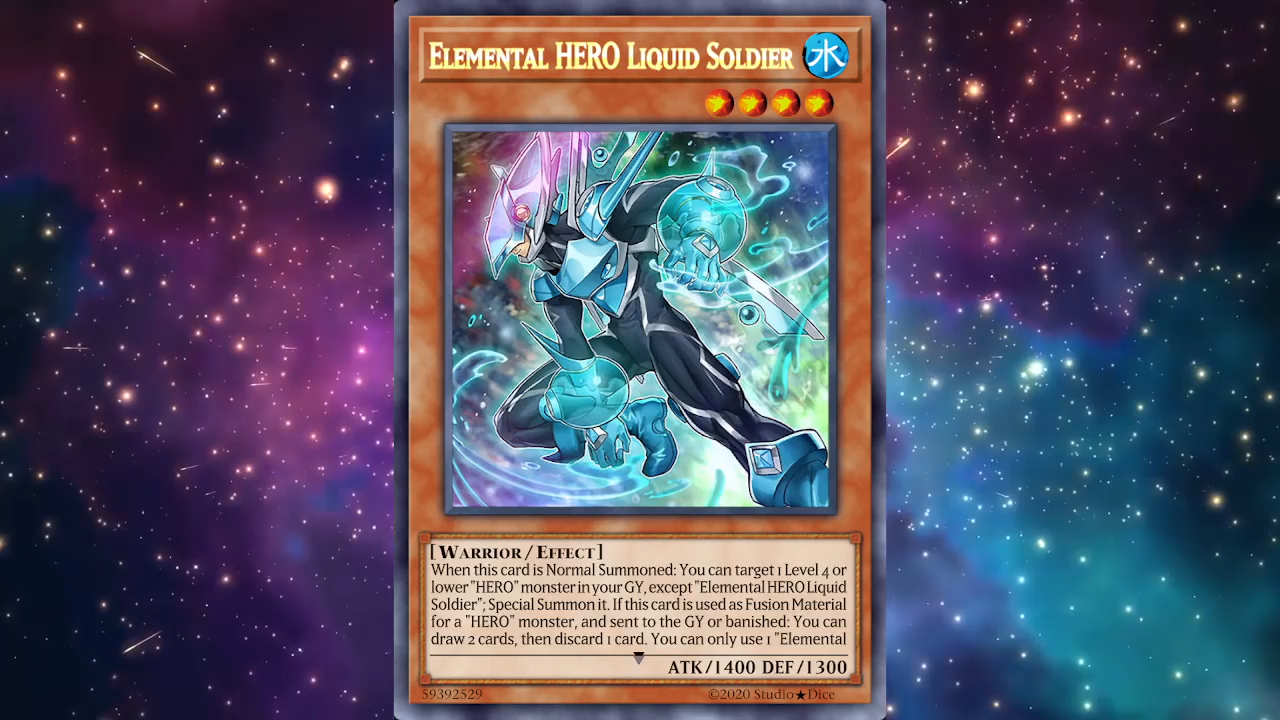 Elemental HERO Liquid Soldier 水
[Warrior/Effect]
When this card is Normal Summoned: You can target 1 Level 4 or
lower "HERO" monster in your GY, except "Elemental HERO Liquid
Soldier"; Special Summon it. If this card is used as Fusion Material
for a "HERO" monster, and sent to the GY or banished: You can
draw 2 cards, then discard 1 card. You can only use 1 "Elemental
ATK/1400 DEF/1300
59392529 ©2020 Studio★Dice